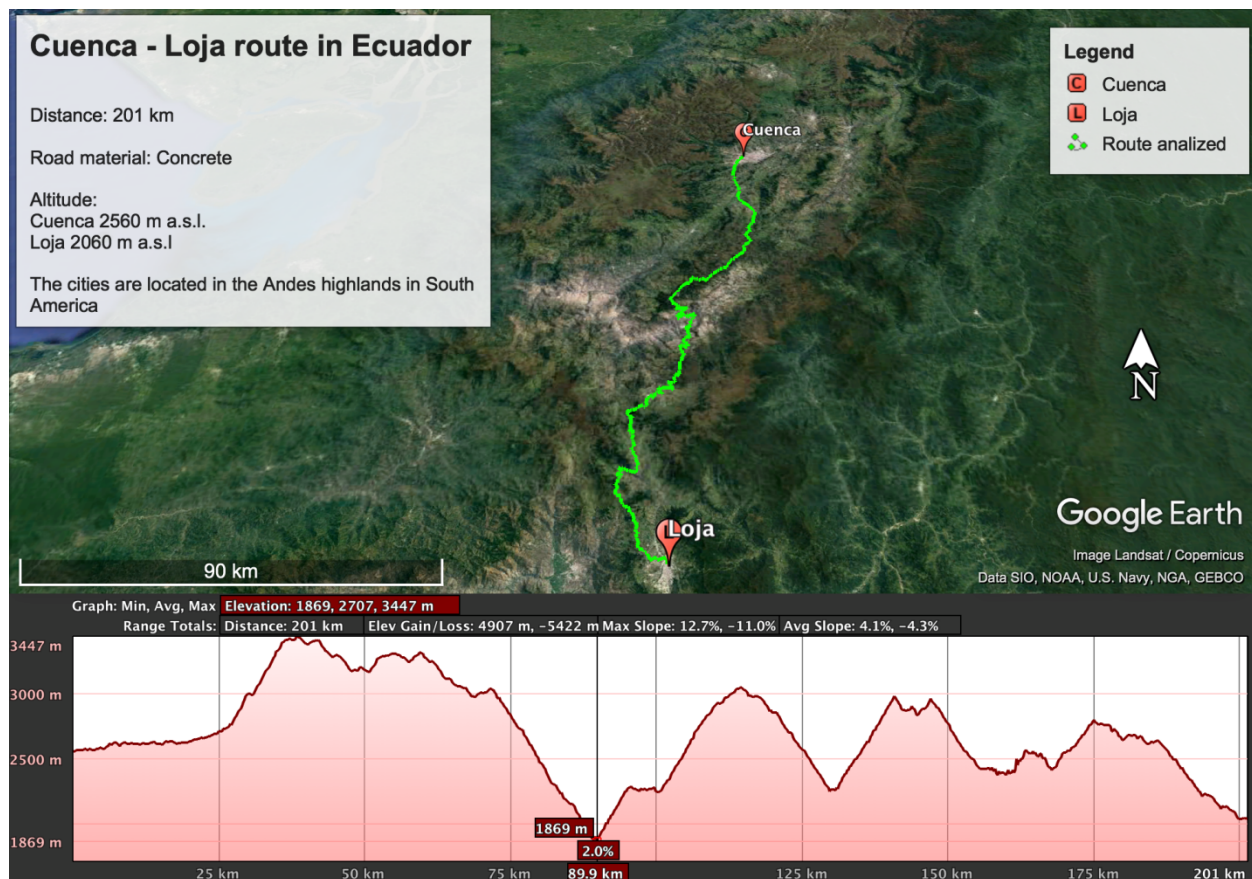 Cuenca - Loja route in Ecuador
Distance: 201 km
Road material: Concrete
Altitude:
Cuenca 2560 m a.s.l.
Loja 2060 m a.s.l
The cities are located in the Andes highlands in South
America
Legend
C Cuenca
L Loja
Route analized
Cuenca
Loja
N
90 km
Google Earth
Image Landsat / Copernicus
Data SIO, NOAA, U.S. Navy, NGA, GEBCO
Graph: Min, Avg, Max Elevation: 1869, 2707, 3447 m
Range Totals: Distance: 201 km Elev Gain/Loss: 4907 m, -5422 m Max Slope: 12.7%, -11.0% Avg Slope: 4.1%, -4.3%
3447 m
3000 m
2500 m
1869 m
1869 m
2.0%
25 km 50 km 75 km 89.9 km 125 km 150 km 175 km 201 km